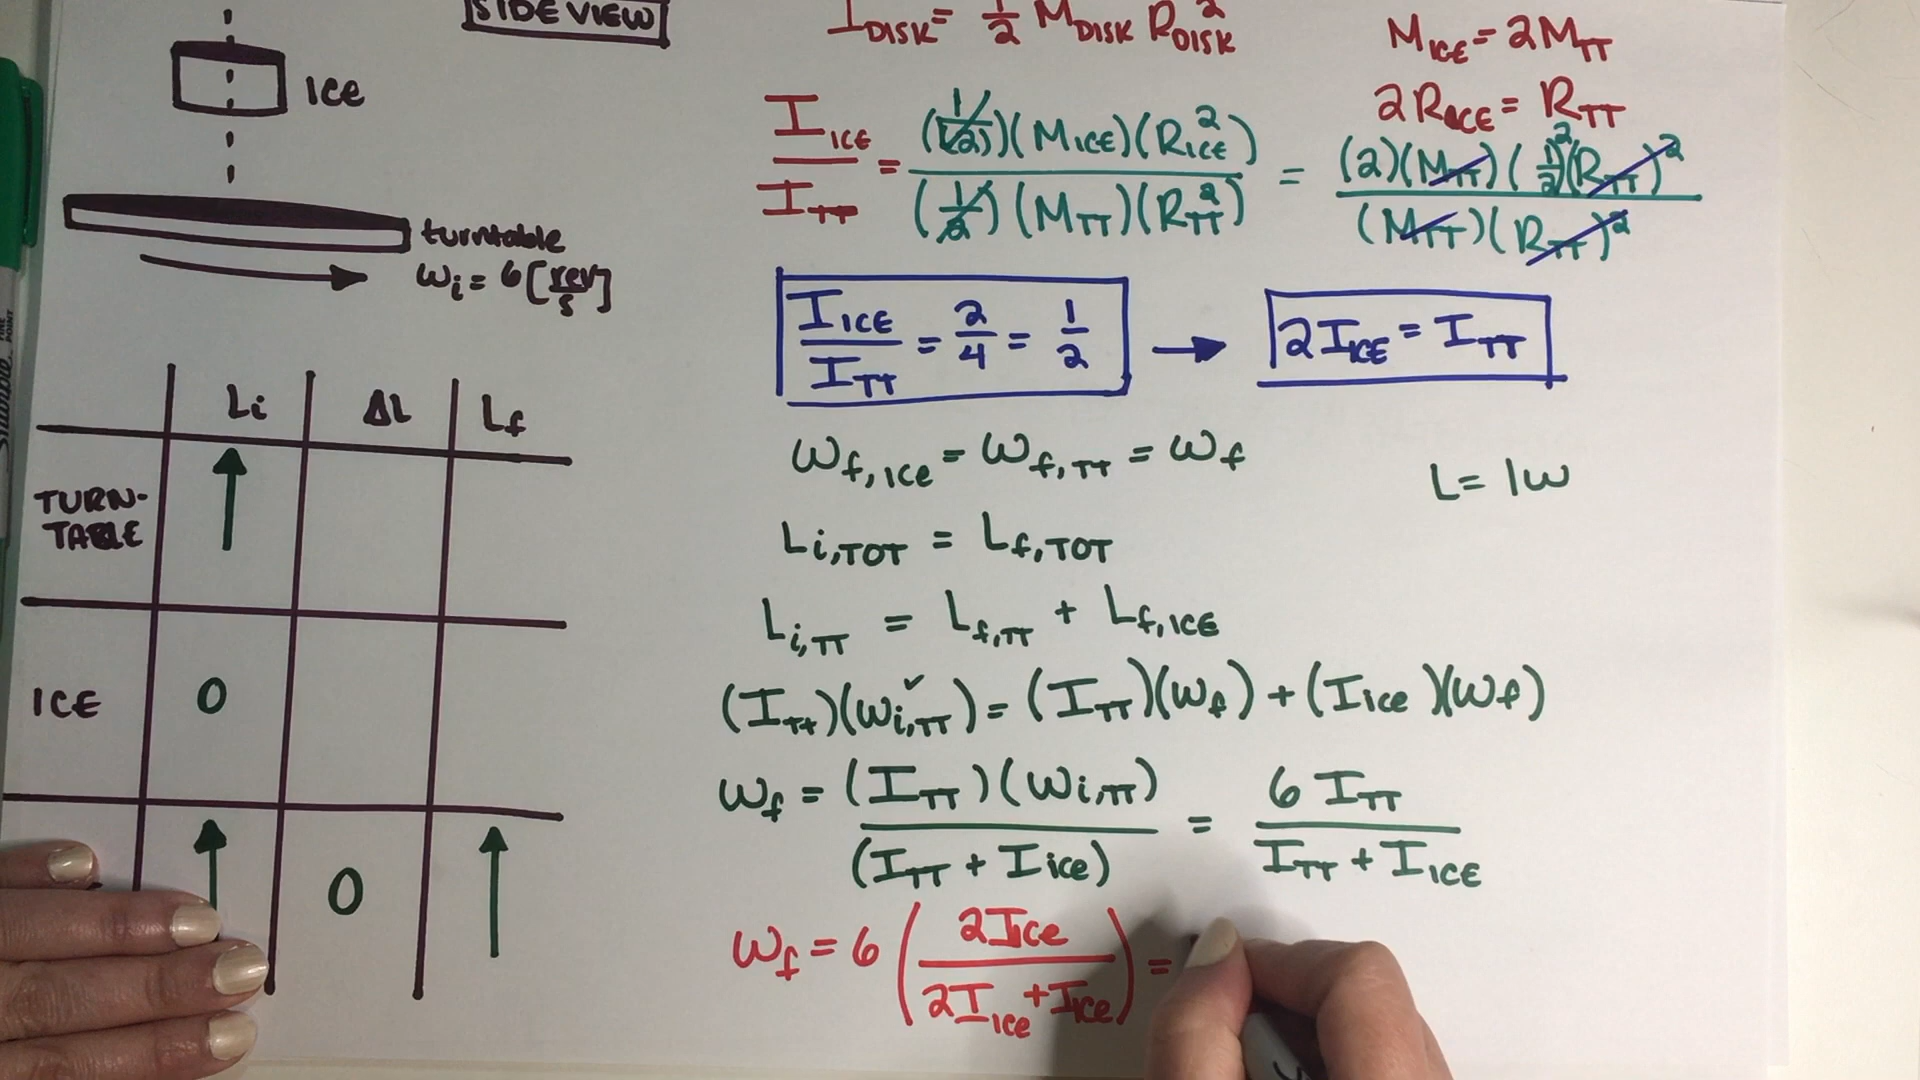 SIDE VIEW
ICE
turntable
ωi = 6 [rev/s]
Li ΔL Lf
TURN-
TABLE
ICE 0
0
I_DISK = 1/2 M_DISK R_DISK^2
M_ICE = 2M_TT
2R_ICE = R_TT
I_ICE/I_TT = (1/2)(M_ICE)(R_ICE^2)/(1/2)(M_TT)(R_TT^2) = (2)(M_TT)(1/2)^2(R_TT)^2/(M_TT)(R_TT)^2
I_ICE/I_TT = 2/4 = 1/2 → 2I_ICE = I_TT
ω_f,ice = ω_f,TT = ω_f
L = Iω
L_i,TOT = L_f,TOT
L_i,TT = L_f,TT + L_f,ICE
(I_TT)(ω_i,TT) = (I_TT)(ω_f) + (I_ice)(ω_f)
ω_f = (I_TT)(ω_i,TT)/(I_TT + I_ice) = 6 I_TT/I_TT + I_ICE
ω_f = 6 (2I_ice/2I_ice + I_ice) =